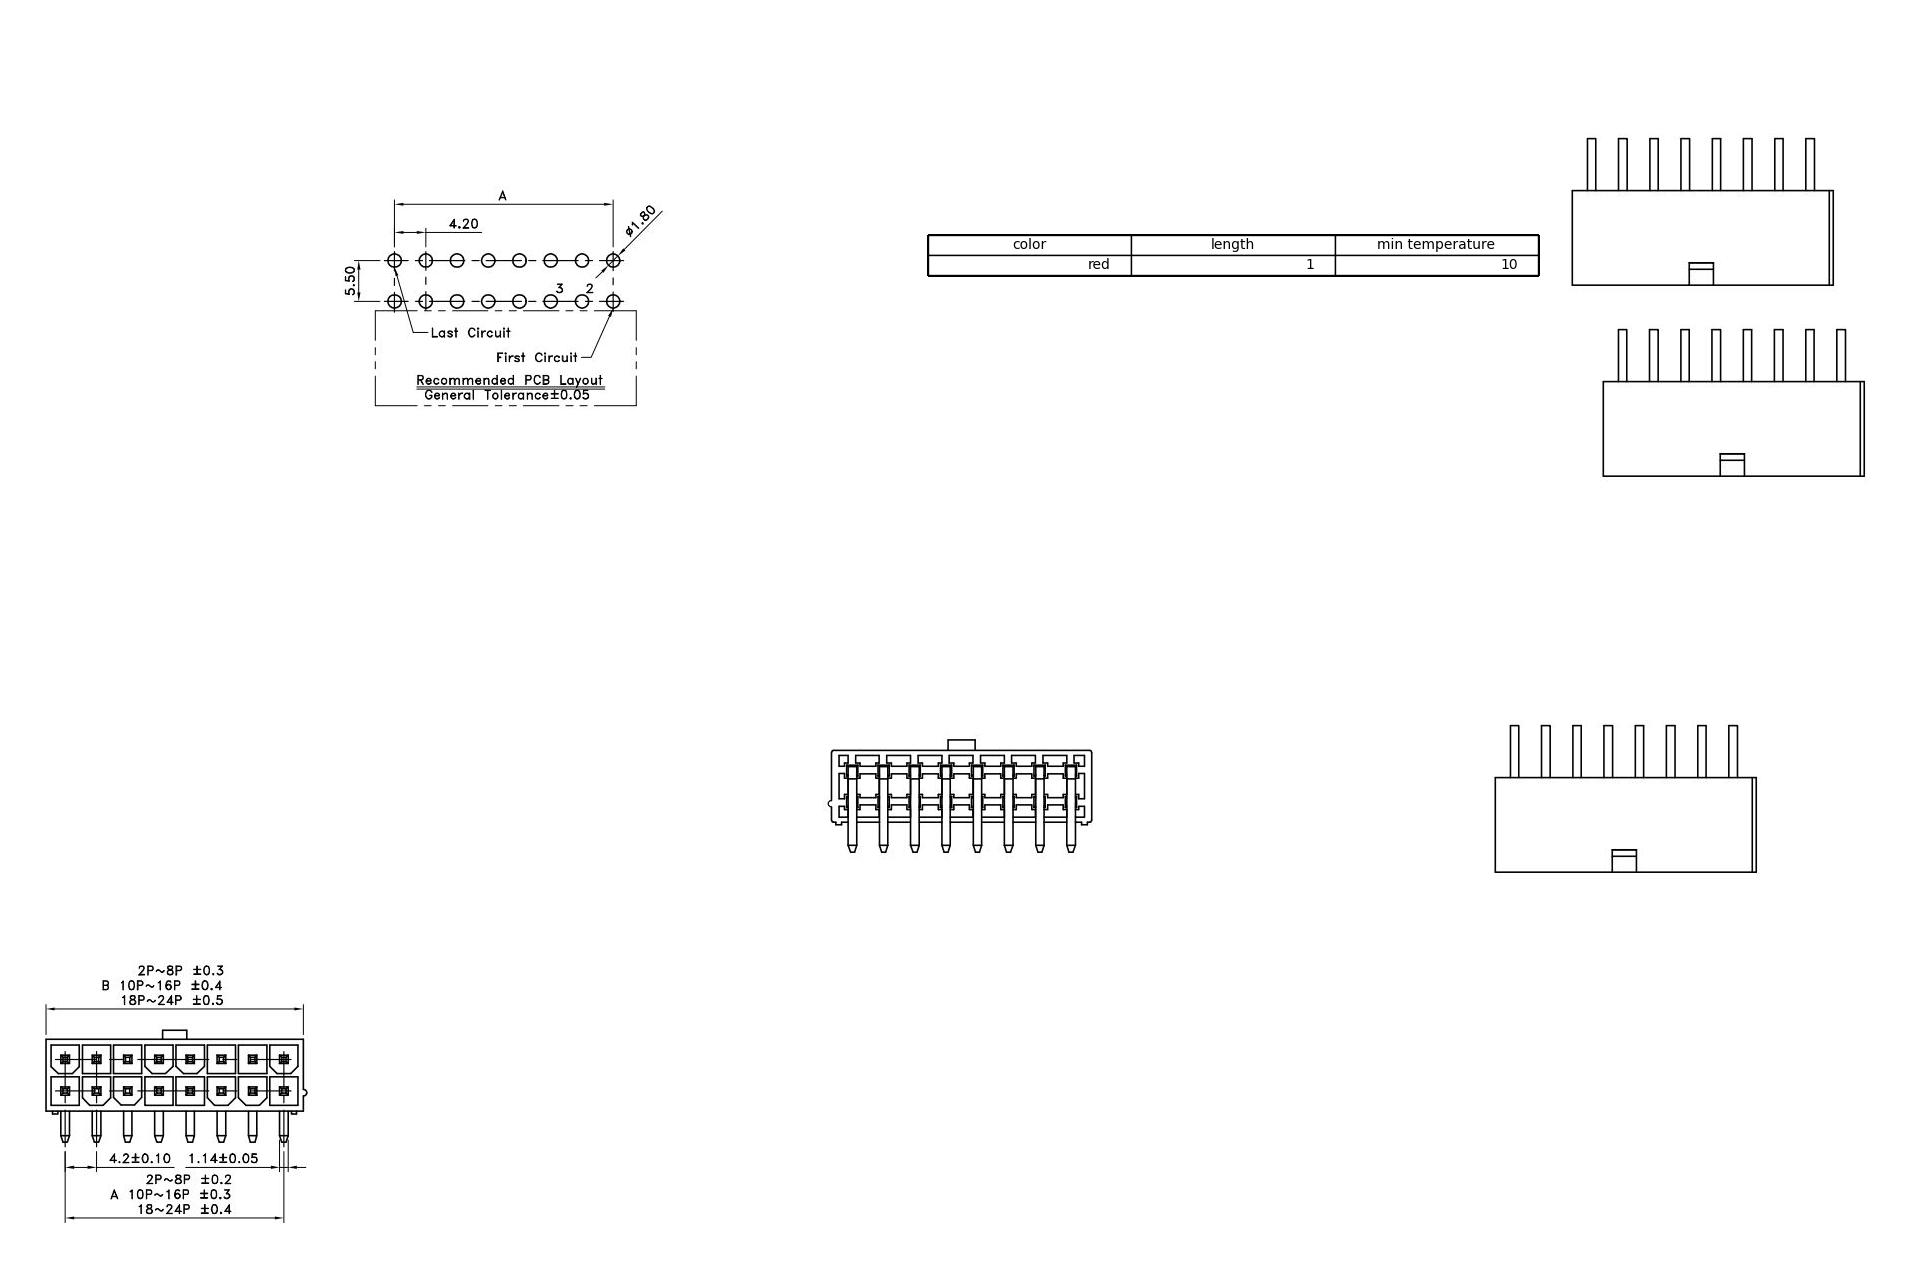 A
4.20
ø1.80
5.50
3 2
Last Circuit
First Circuit
Recommended PCB Layout
General Tolerance±0.05
color length min temperature
red 1 10
2P~8P ±0.3
B 10P~16P ±0.4
18P~24P ±0.5
4.2±0.10 1.14±0.05
2P~8P ±0.2
A 10P~16P ±0.3
18~24P ±0.4